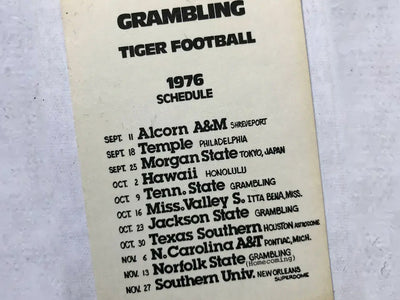 GRAMBLING
TIGER FOOTBALL
1976
SCHEDULE
SEPT. 11 Alcorn A&M SHREVEPORT
SEPT. 18 Temple PHILADELPHIA
SEPT. 25 Morgan State TOKYO, JAPAN
OCT. 2 Hawaii HONOLULU
OCT. 9 Tenn. State GRAMBLING
OCT. 16 Miss. Valley S. ITTA BENA, MISS.
OCT. 23 Jackson State GRAMBLING
OCT. 30 Texas Southern HOUSTON ASTRODOME
NOV. 6 N. Carolina A&T PONTIAC, MICH.
NOV. 13 Norfolk State GRAMBLING (Homecoming)
NOV. 27 Southern Univ. NEW ORLEANS SUPERDOME